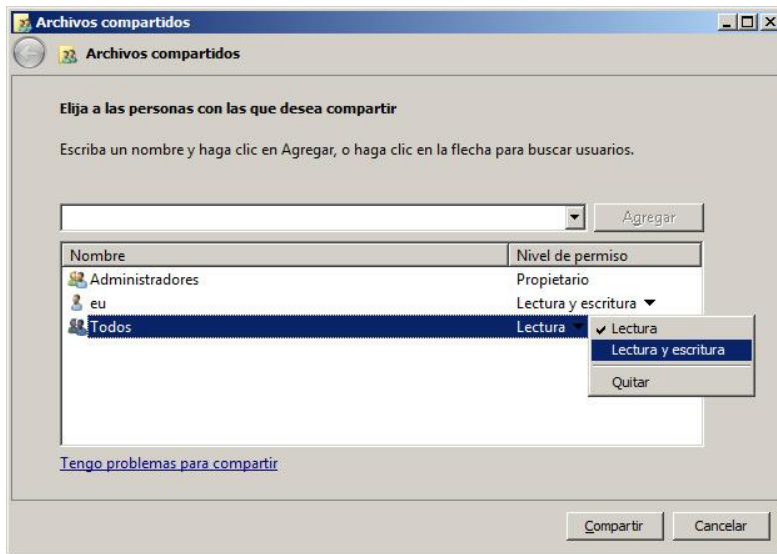 Archivos compartidos
Archivos compartidos
Elija a las personas con las que desea compartir
Escriba un nombre y haga clic en Agregar, o haga clic en la flecha para buscar usuarios.
Agregar
Nombre Nivel de permiso
Administradores Propietario
eu Lectura y escritura
Todos Lectura
Lectura
Lectura y escritura
Quitar
Tengo problemas para compartir
Compartir Cancelar